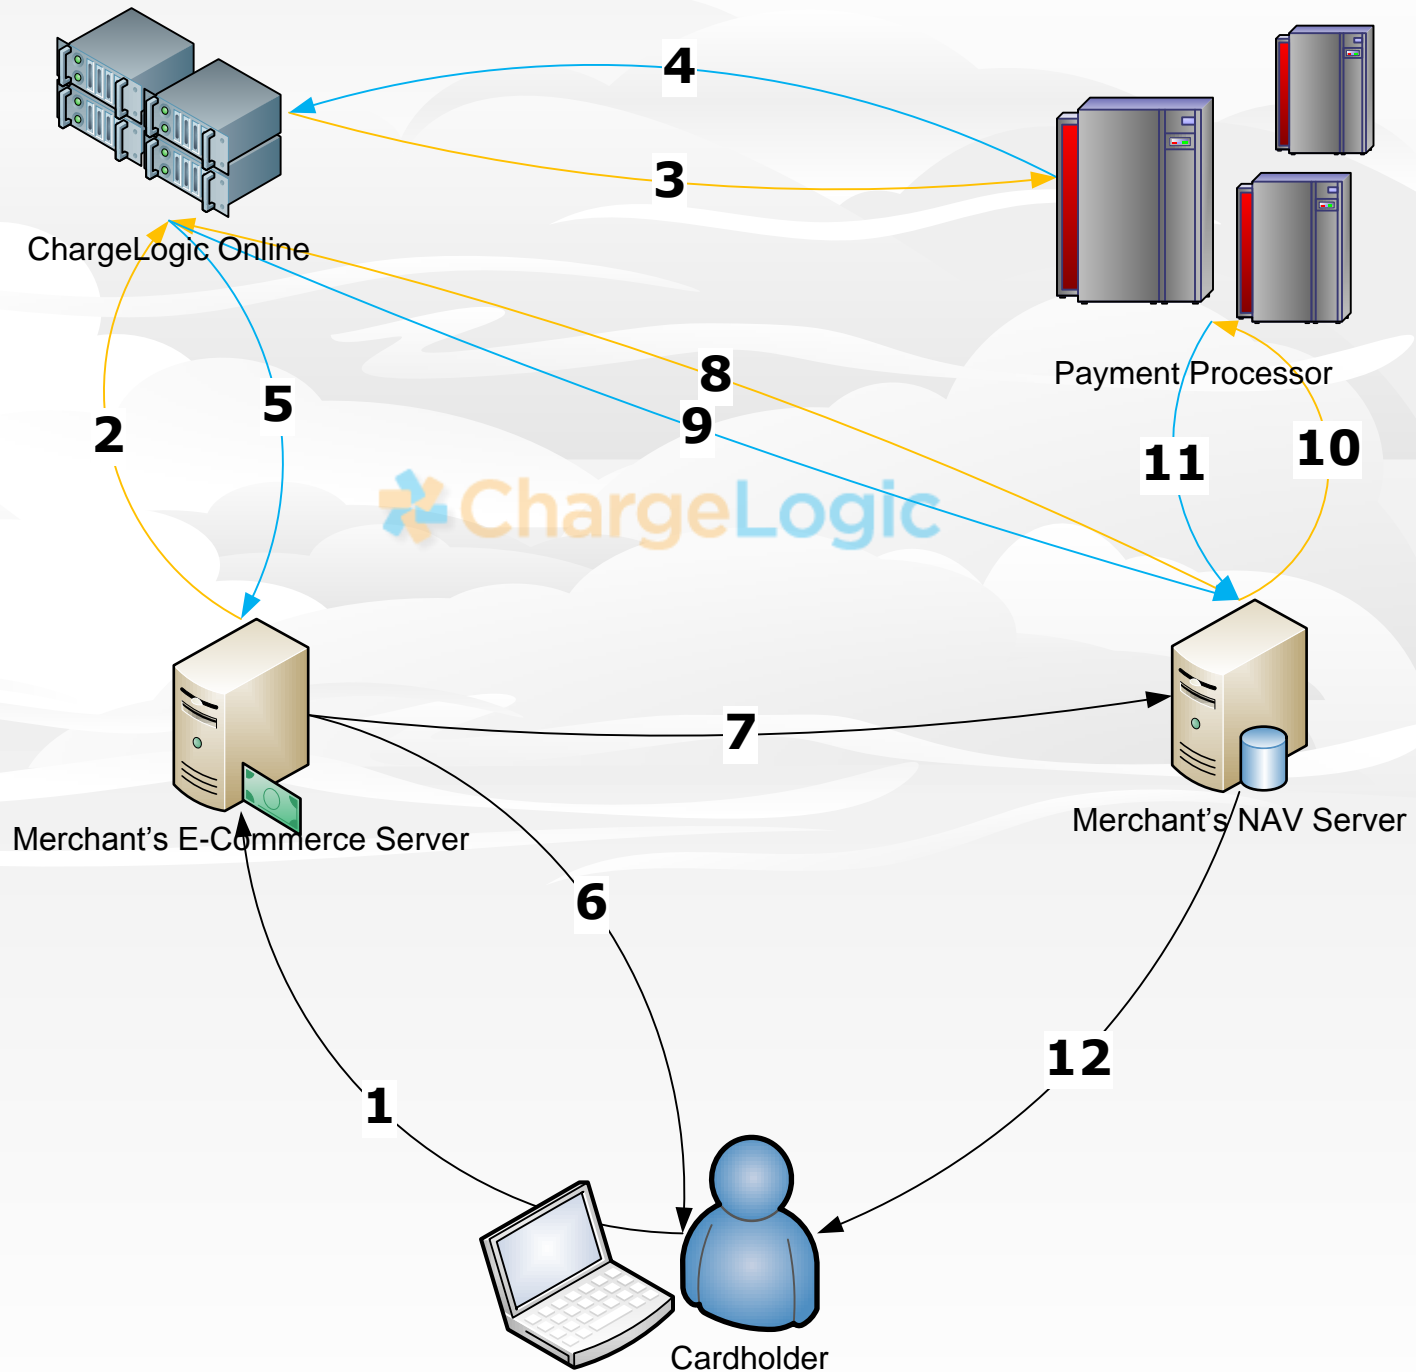 4
3
ChargeLogic Online
Payment Processor
8
5
9
2
11
10
ChargeLogic
7
Merchant's E-Commerce Server
Merchant's NAV Server
6
12
1
Cardholder